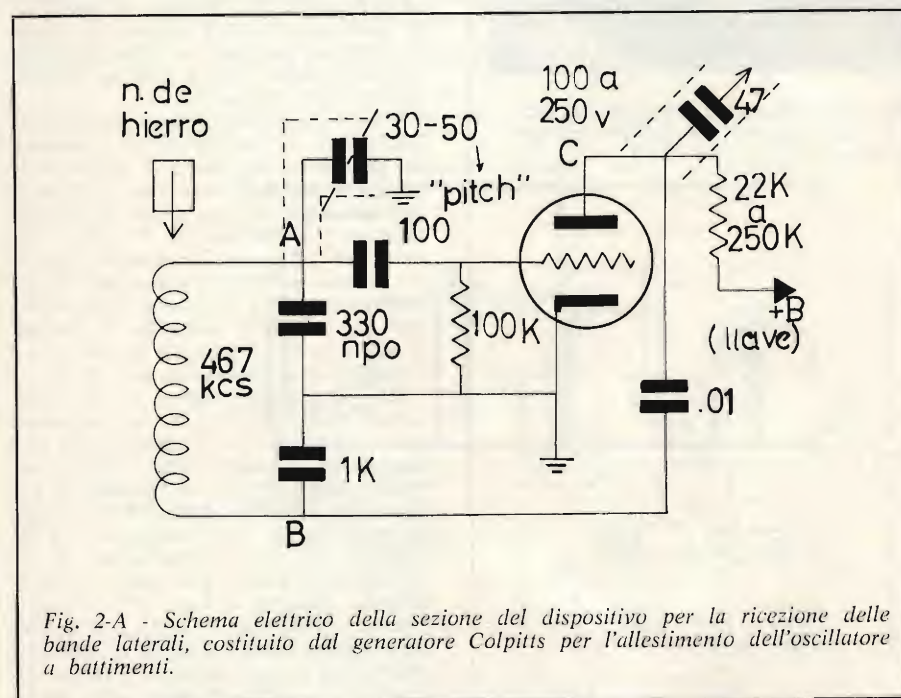 n. de
hierro
30-50
"pitch"
100 a
250 v
47
C
A
100
22K
a
250K
330
npo
100K
+B
(llave)
467
kcs
.01
1K
B
Fig. 2-A - Schema elettrico della sezione del dispositivo per la ricezione delle
bande laterali, costituito dal generatore Colpitts per l'allestimento dell'oscillatore
a battimenti.